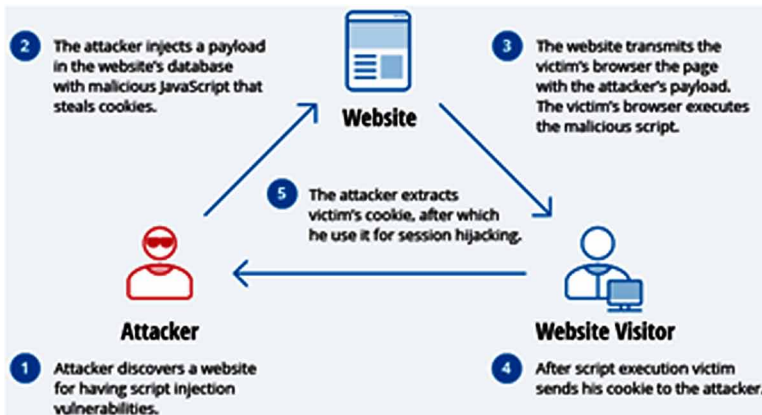 2
The attacker injects a payload
in the website's database
with malicious JavaScript that
steals cookies.
Website
3
The website transmits the
victim's browser the page
with the attacker's payload.
The victim's browser executes
the malicious script.
5
The attacker extracts
victim's cookie, after which
he use it for session hijacking.
Attacker
Website Visitor
1
Attacker discovers a website
for having script injection
vulnerabilities.
4
After script execution victim
sends his cookie to the attacker.